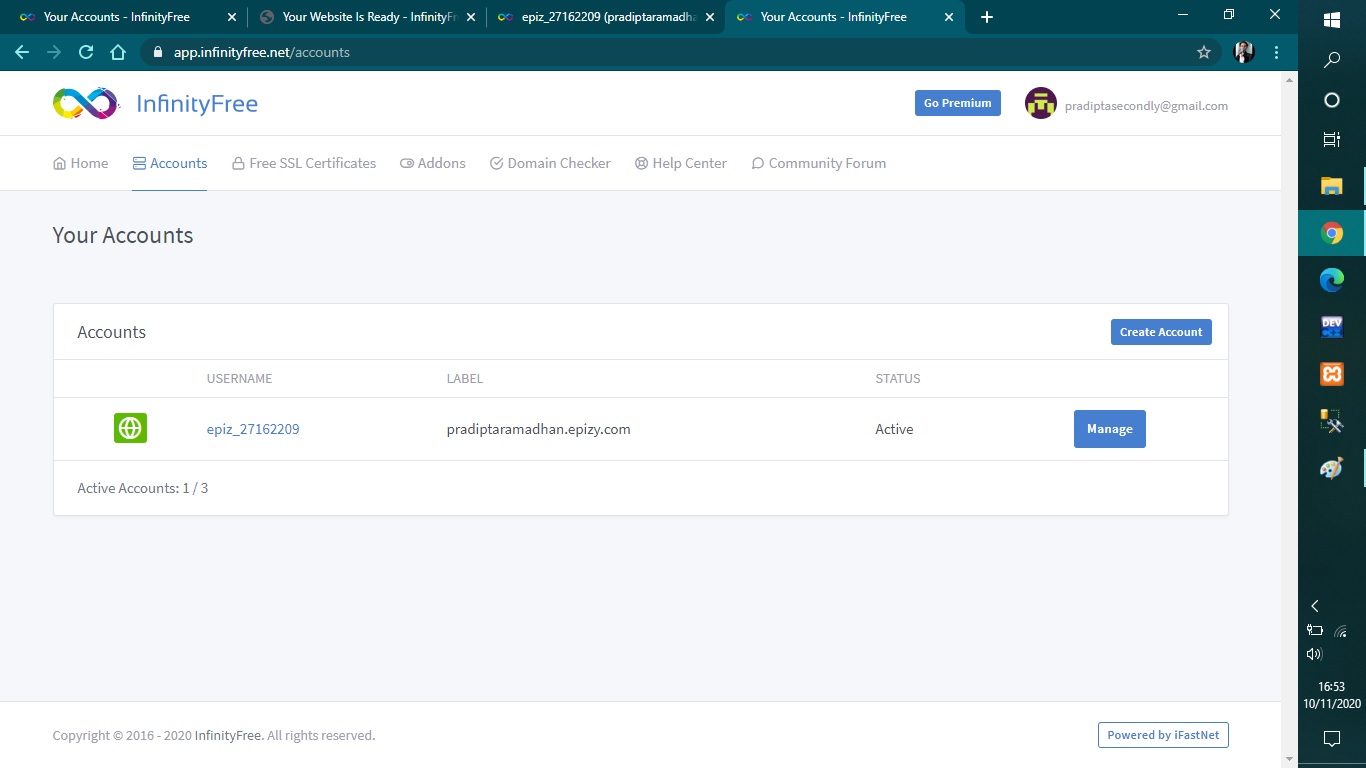 Your Accounts - InfinityFree
Your Website Is Ready - InfinityFr
epiz_27162209 (pradiptaramadha
Your Accounts - InfinityFree
app.infinityfree.net/accounts
InfinityFree
Go Premium
pradiptasecondly@gmail.com
Home Accounts Free SSL Certificates Addons Domain Checker Help Center Community Forum
Your Accounts
Accounts
Create Account
USERNAME LABEL STATUS
epiz_27162209 pradiptaramadhan.epizy.com Active Manage
Active Accounts: 1 / 3
Copyright © 2016 - 2020 InfinityFree. All rights reserved.
Powered by iFastNet
DEV
C++
16:53
10/11/2020